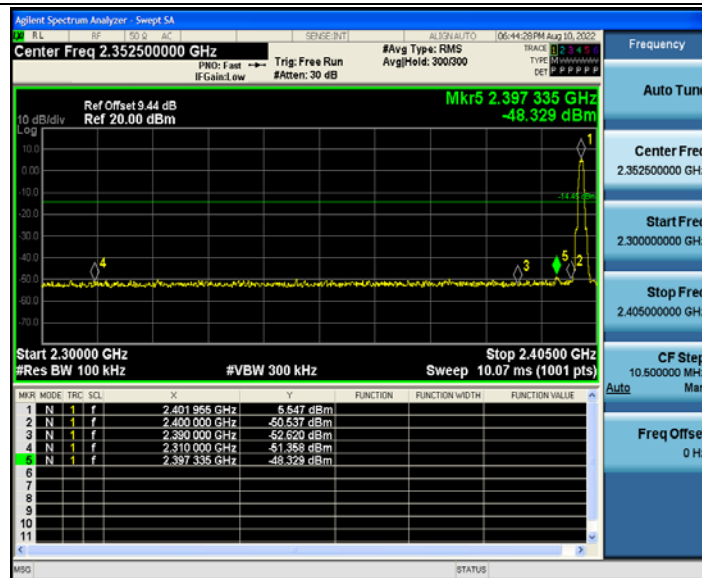 Agilent Spectrum Analyzer - Swept SA
RL RF 50 Ω AC SENSE:INT ALIGN AUTO 06:44:28 PM Aug 10, 2022
Center Freq 2.352500000 GHz
PNO: Fast
IFGain:Low
Trig: Free Run
#Atten: 30 dB
#Avg Type: RMS
Avg|Hold: 300/300
TRACE 1 2 3 4 5 6
TYPE M W W W W W
DET P P P P P P
Ref Offset 9.44 dB
10 dB/div Ref 20.00 dBm
Log
Mkr5 2.397 335 GHz
-48.329 dBm
10.0
0.00
-10.0
-20.0
-30.0
-40.0
-50.0
-60.0
-70.0
1
-14.45 dBm
4
3
5
2
Start 2.30000 GHz Stop 2.40500 GHz
#Res BW 100 kHz #VBW 300 kHz Sweep 10.07 ms (1001 pts)
MKR MODE TRC SCL X Y FUNCTION FUNCTION WIDTH FUNCTION VALUE
1 N 1 f 2.401 955 GHz 5.547 dBm
2 N 1 f 2.400 000 GHz -50.537 dBm
3 N 1 f 2.390 000 GHz -52.620 dBm
4 N 1 f 2.310 000 GHz -51.358 dBm
5 N 1 f 2.397 335 GHz -48.329 dBm
6
7
8
9
10
11
MSG STATUS
Frequency
Auto Tune
Center Freq
2.352500000 GHz
Start Freq
2.300000000 GHz
Stop Freq
2.405000000 GHz
CF Step
10.500000 MHz
Auto Man
Freq Offset
0 Hz